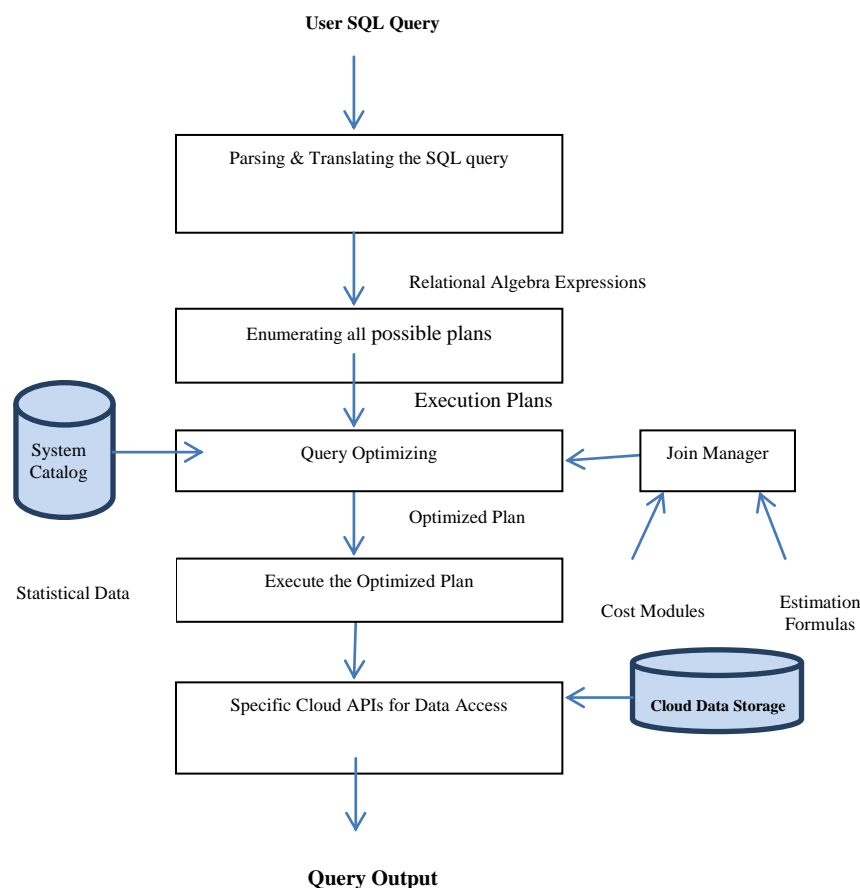 User SQL Query
Parsing & Translating the SQL query
Relational Algebra Expressions
Enumerating all possible plans
Execution Plans
System
Catalog
Query Optimizing
Join Manager
Optimized Plan
Statistical Data
Execute the Optimized Plan
Cost Modules
Estimation
Formulas
Specific Cloud APIs for Data Access
Cloud Data Storage
Query Output